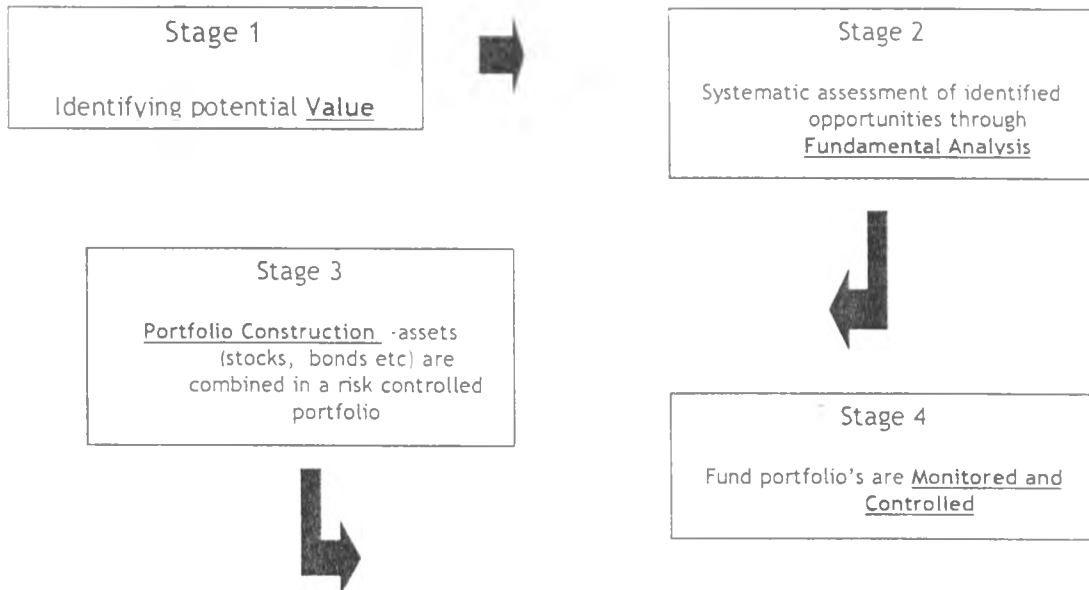 Stage 1
Identifying potential Value
Stage 2
Systematic assessment of identified
opportunities through
Fundamental Analysis
Stage 3
Portfolio Construction -assets
(stocks, bonds etc) are
combined in a risk controlled
portfolio
Stage 4
Fund portfolio's are Monitored and
Controlled